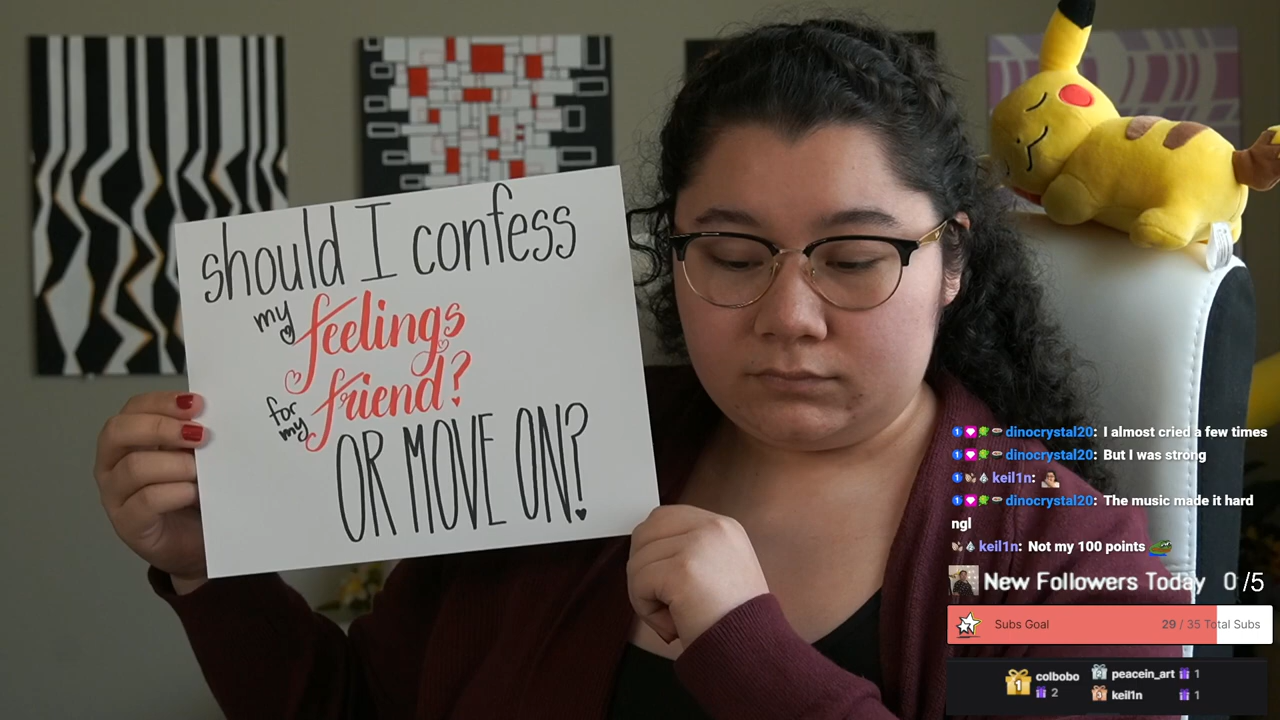 should I confess
my feelings
for my friend?
OR MOVE ON?
dinocrystal20: I almost cried a few times
dinocrystal20: But I was strong
keil1n:
dinocrystal20: The music made it hard
ngl
keil1n: Not my 100 points
New Followers Today 0 /5
Subs Goal 29 / 35 Total Subs
1 colbobo 2
peacein_art 1
keil1n 1